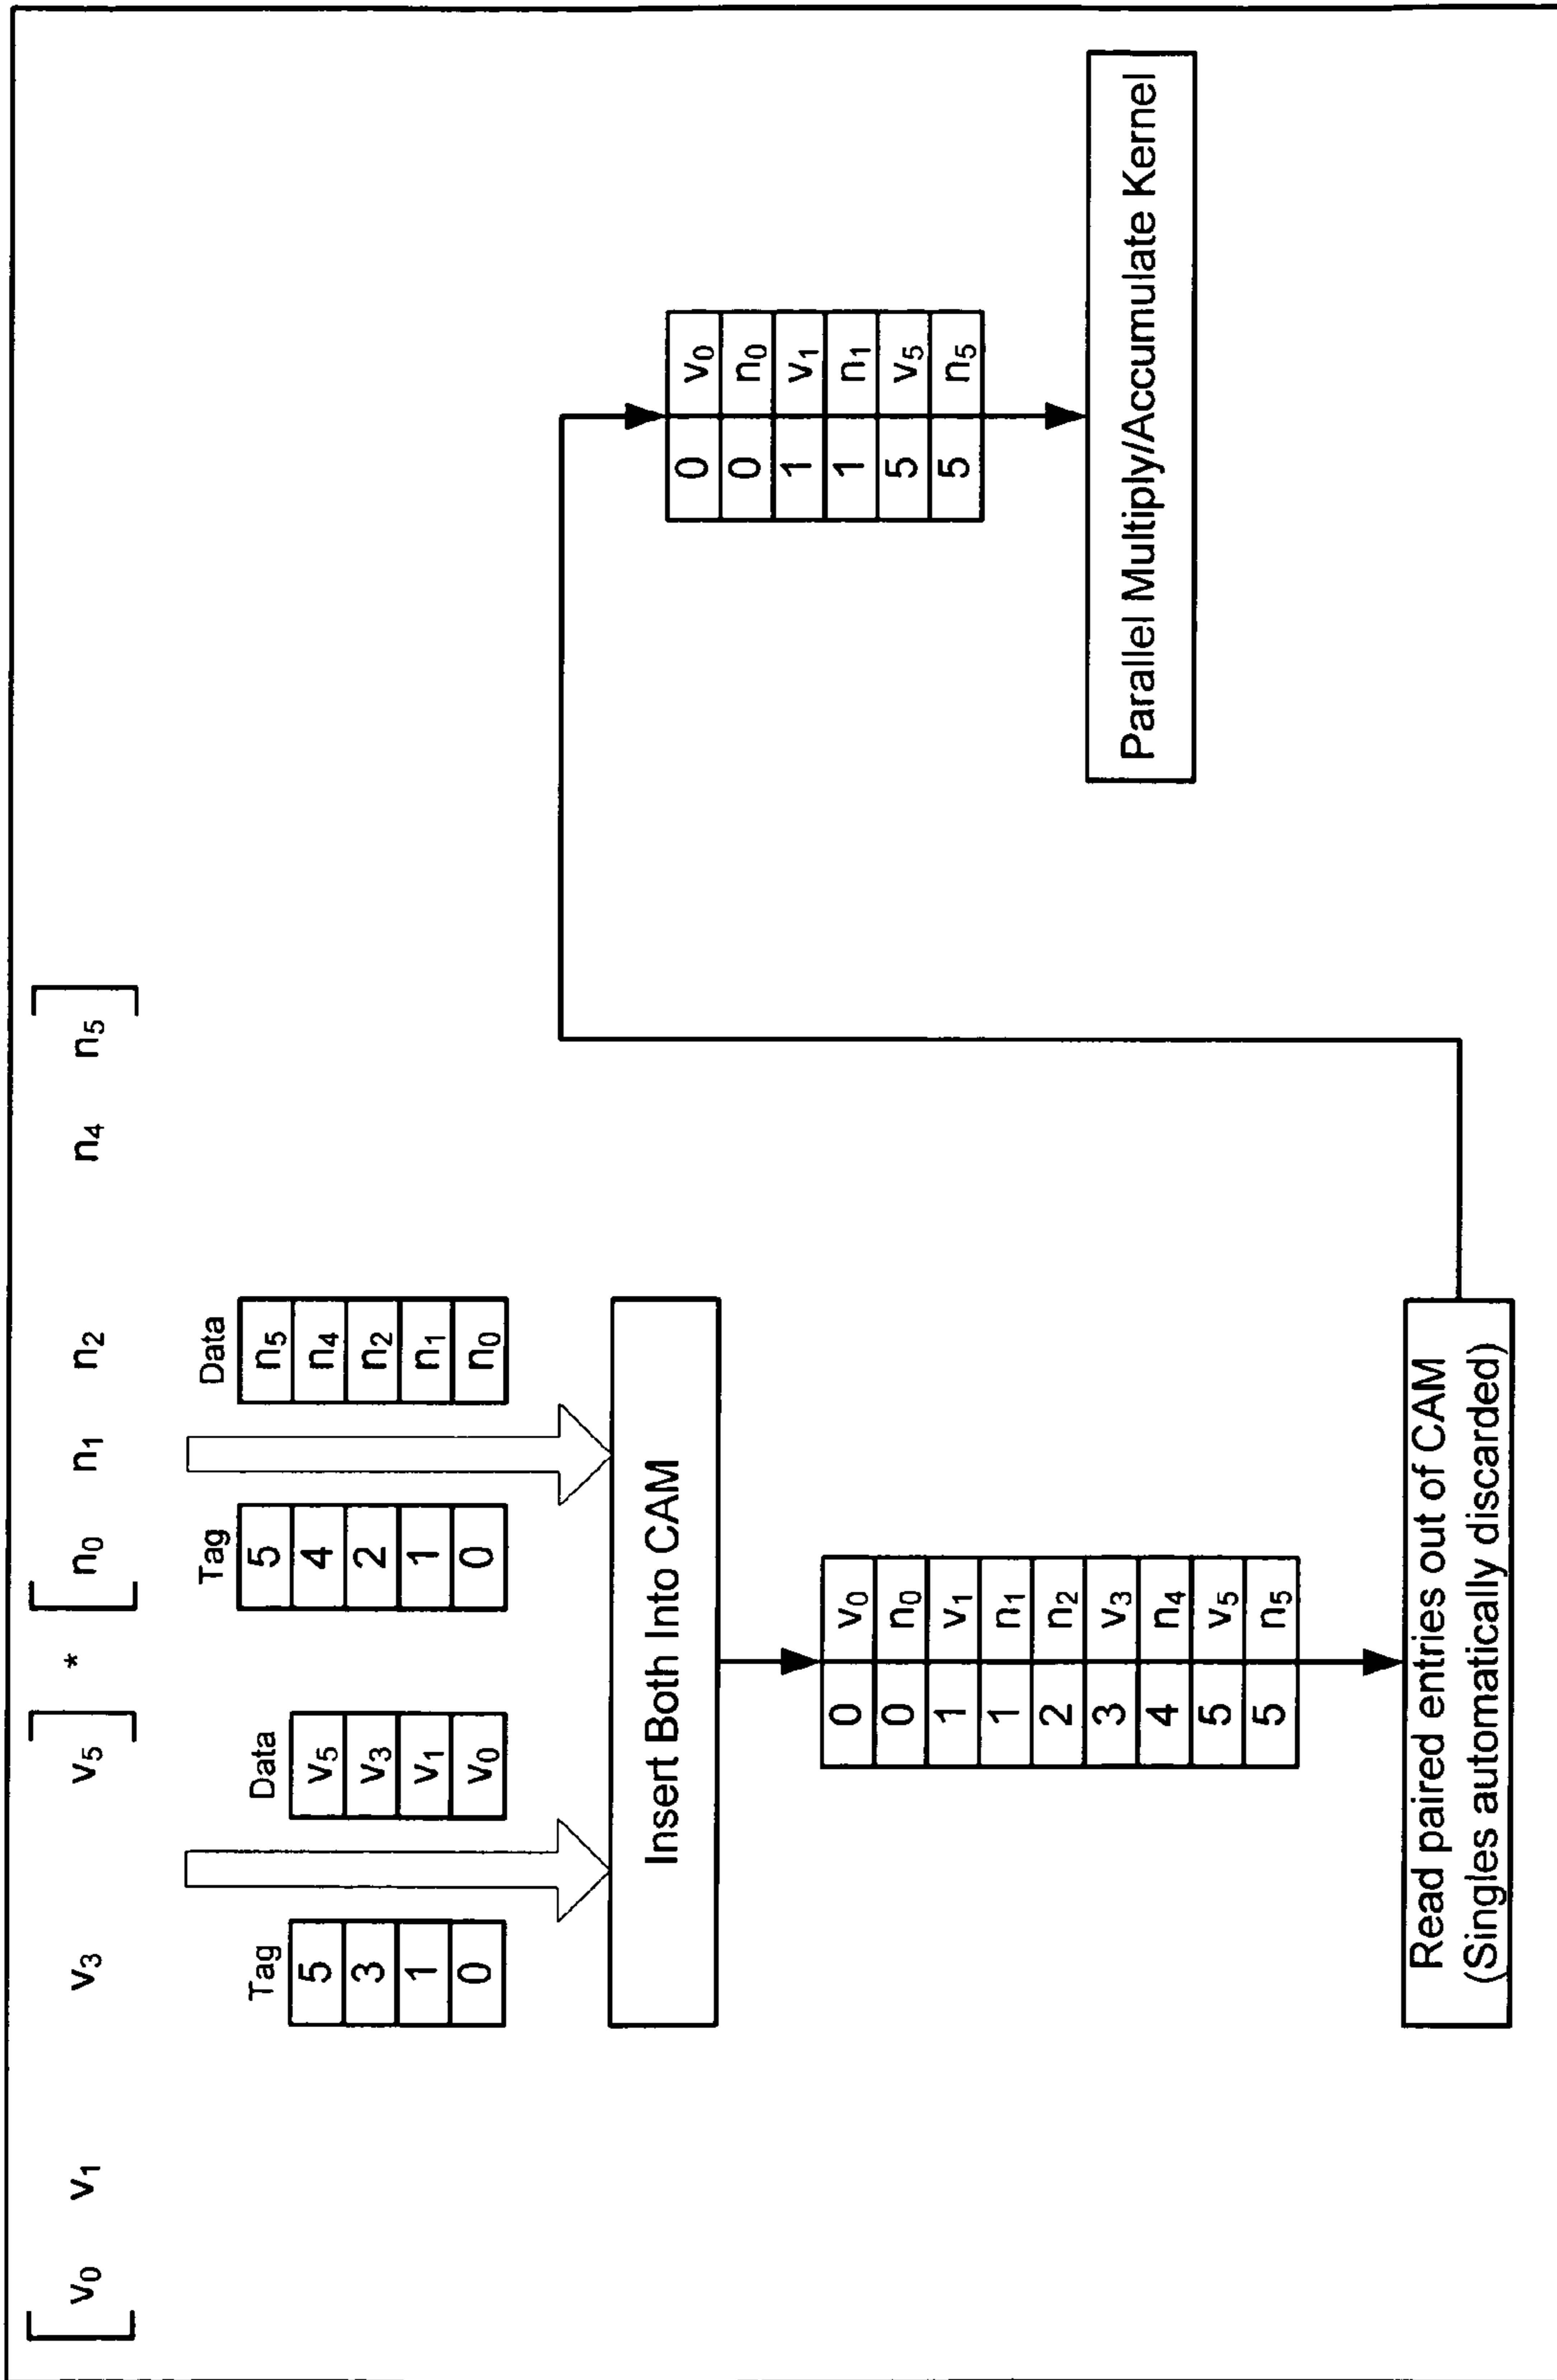 [ v₀ v₁ v₃ v₅ ] * [ n₀ n₁ n₂ n₄ n₅ ]
Tag Data
5 v₅
3 v₃
1 v₁
0 v₀
Tag Data
5 n₅
4 n₄
2 n₂
1 n₁
0 n₀
Insert Both Into CAM
0 v₀
0 n₀
1 v₁
1 n₁
2 n₂
3 v₃
4 n₄
5 v₅
5 n₅
Read paired entries out of CAM
(Singles automatically discarded)
0 v₀
0 n₀
1 v₁
1 n₁
5 v₅
5 n₅
Parallel Multiply/Accumulate Kernel